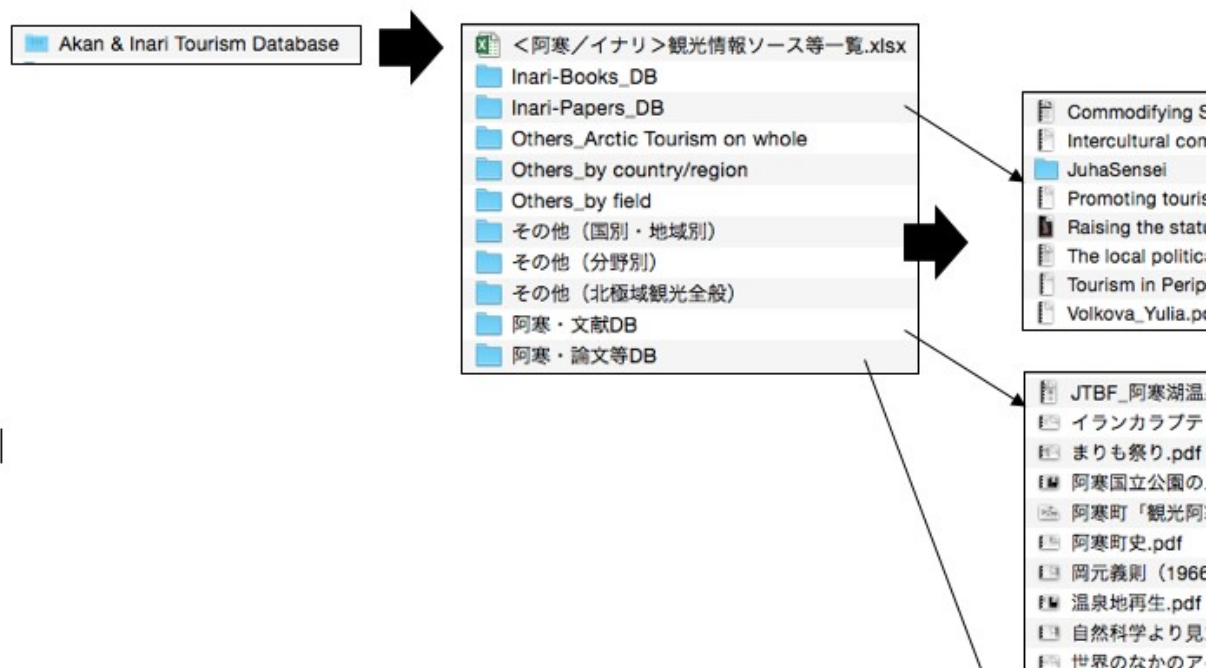 Akan & Inari Tourism Database
<阿寒／イナリ>観光情報ソース等一覧.xlsx
Inari-Books_DB
Inari-Papers_DB
Others_Arctic Tourism on whole
Others_by country/region
Others_by field
その他（国別・地域別）
その他（分野別）
その他（北極域観光全般）
阿寒・文献DB
阿寒・論文等DB
Commodifying S
Intercultural con
JuhaSensei
Promoting touris
Raising the statu
The local politica
Tourism in Perip
Volkova_Yulia.po
JTBF_阿寒湖温
イランカラプテ
まりも祭り.pdf
阿寒国立公園の
阿寒町「観光阿
阿寒町史.pdf
岡元義則（1966
温泉地再生.pdf
自然科学より見
世界のなかのア